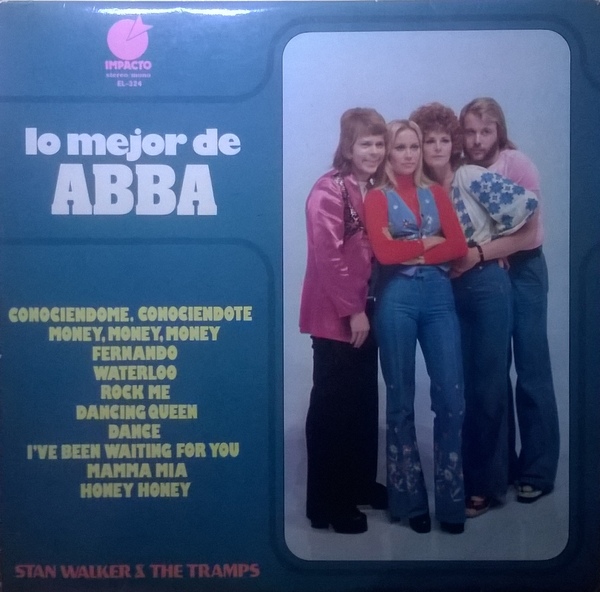 IMPACTO
stereo/mono
EL-324
lo mejor de
ABBA
CONOCIENDOME, CONOCIENDOTE
MONEY, MONEY, MONEY
FERNANDO
WATERLOO
ROCK ME
DANCING QUEEN
DANCE
I'VE BEEN WAITING FOR YOU
MAMMA MIA
HONEY HONEY
STAN WALKER & THE TRAMPS